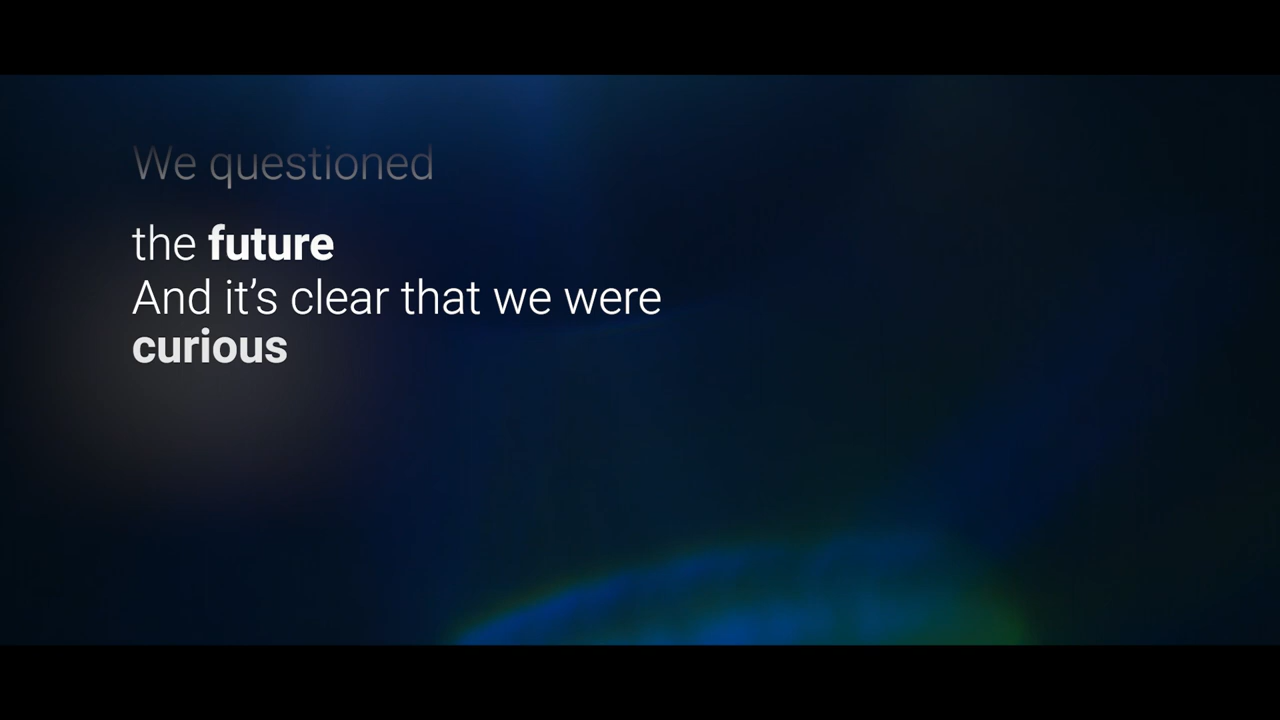 We questioned
the future
And it’s clear that we were
curious